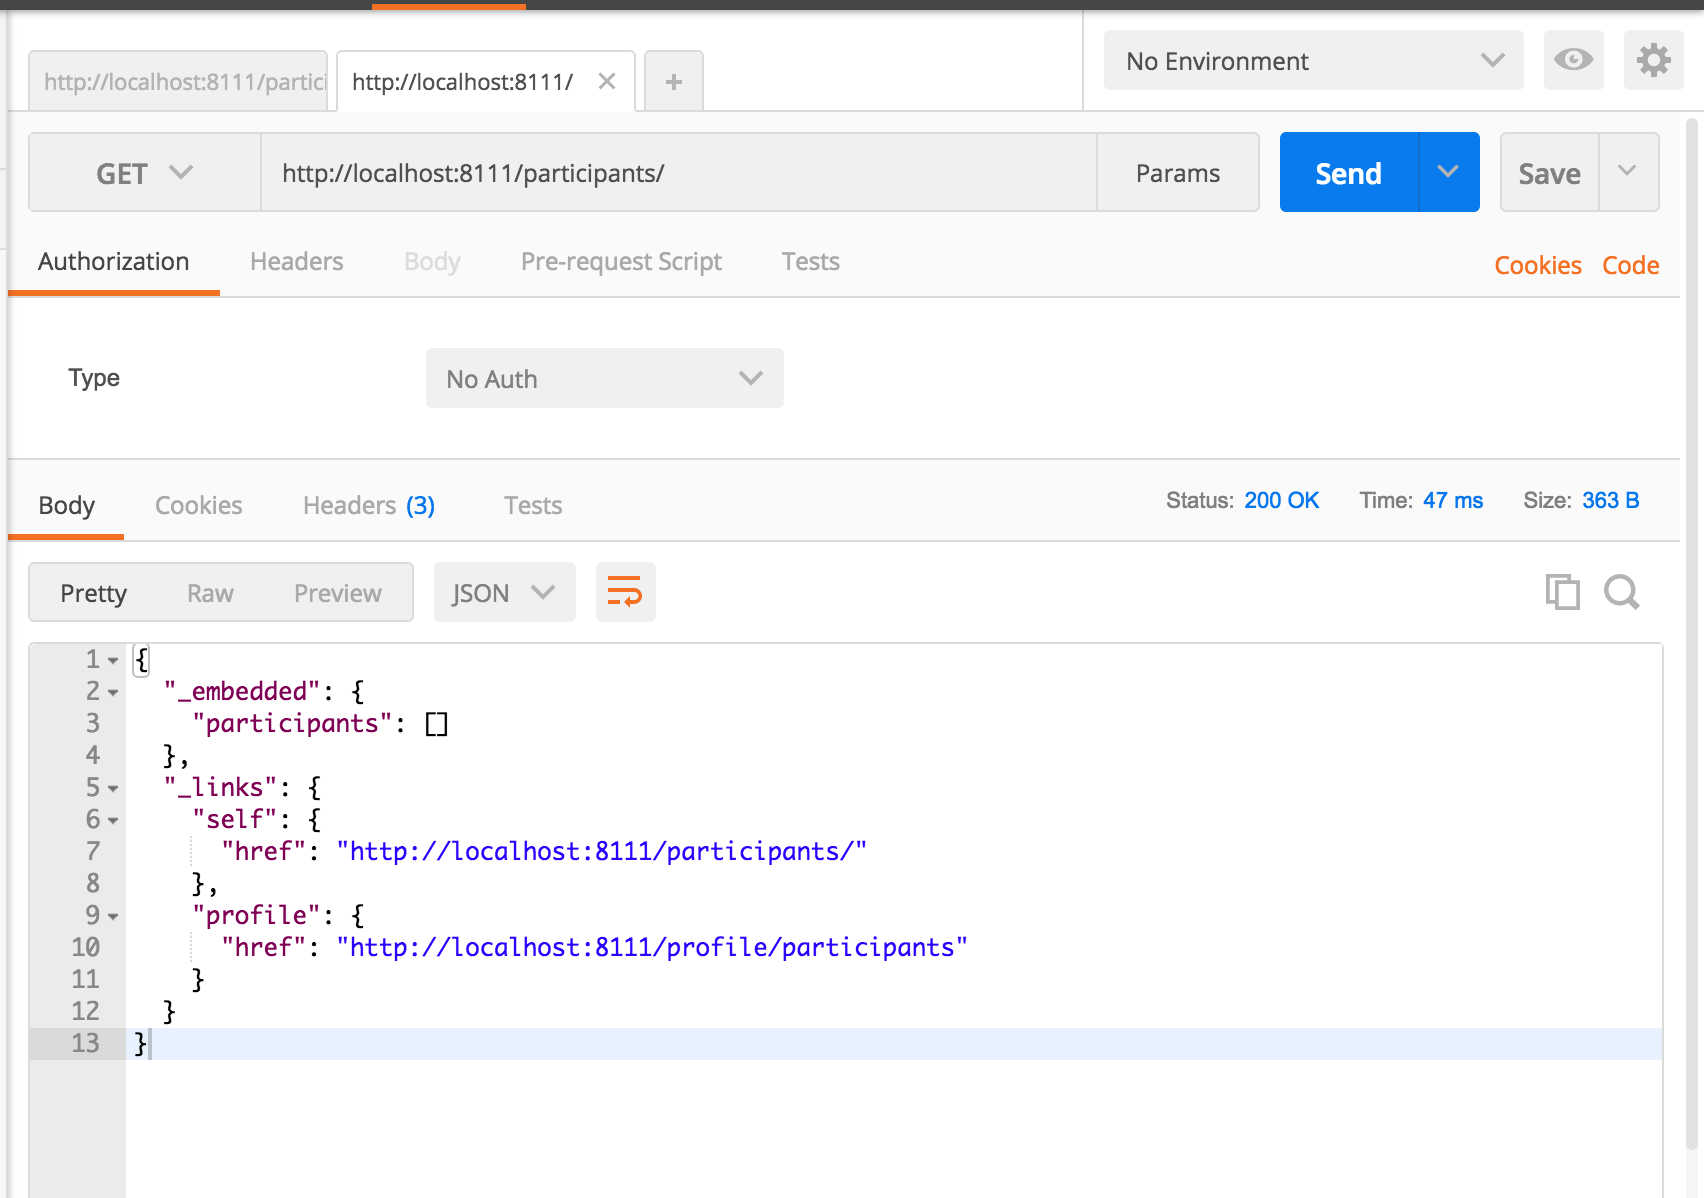 http://localhost:8111/partici
http://localhost:8111/
No Environment
GET http://localhost:8111/participants/ Params Send Save
Authorization Headers Body Pre-request Script Tests Cookies Code
Type No Auth
Body Cookies Headers (3) Tests Status: 200 OK Time: 47 ms Size: 363 B
Pretty Raw Preview JSON
1 {
2 "_embedded": {
3 "participants": []
4 },
5 "_links": {
6 "self": {
7 "href": "http://localhost:8111/participants/"
8 },
9 "profile": {
10 "href": "http://localhost:8111/profile/participants"
11 }
12 }
13 }